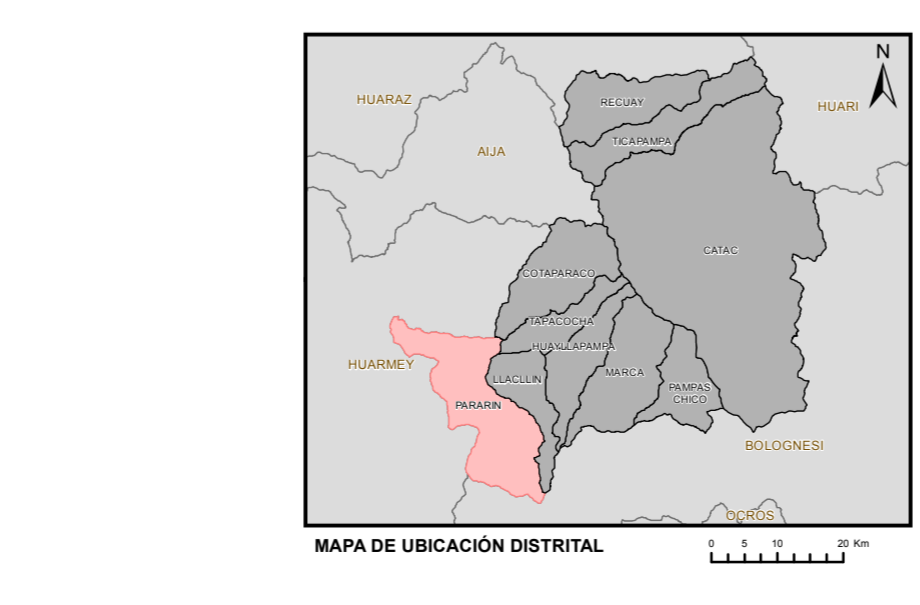 N
HUARAZ
RECUAY
HUARI
TICAPAMPA
AIJA
CATAC
COTAPARACO
TAPACOCHA
HUAYLLAPAMPA
HUARMEY
MARCA
LLACLLIN
PAMPAS
CHICO
PARARIN
BOLOGNESI
OCROS
MAPA DE UBICACIÓN DISTRITAL
0 5 10 20 Km